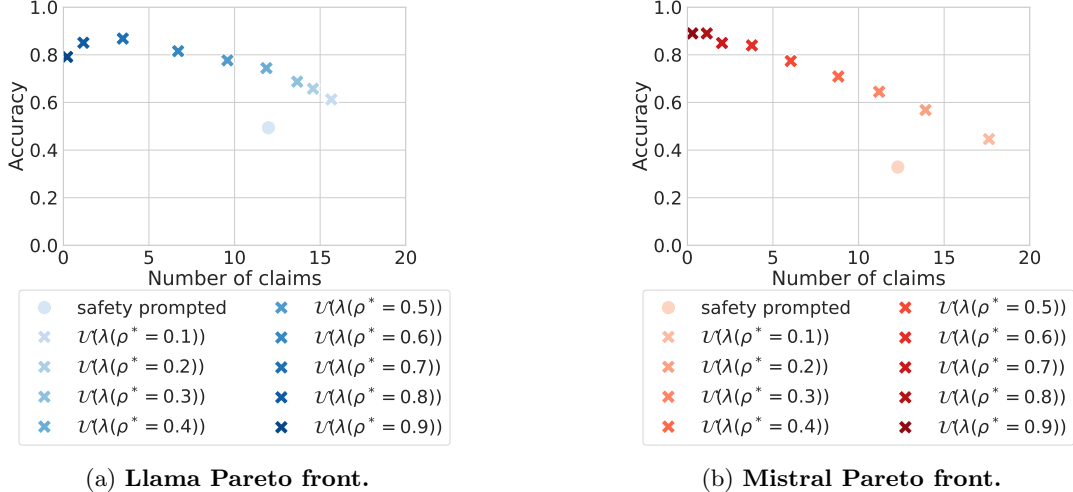 1.0
0.8
0.6
0.4
0.2
0.0
Accuracy
0 5 10 15 20
Number of claims
safety prompted
𝒰(λ(ρ* = 0.1))
𝒰(λ(ρ* = 0.2))
𝒰(λ(ρ* = 0.3))
𝒰(λ(ρ* = 0.4))
𝒰(λ(ρ* = 0.5))
𝒰(λ(ρ* = 0.6))
𝒰(λ(ρ* = 0.7))
𝒰(λ(ρ* = 0.8))
𝒰(λ(ρ* = 0.9))
(a) Llama Pareto front.
1.0
0.8
0.6
0.4
0.2
0.0
Accuracy
0 5 10 15 20
Number of claims
safety prompted
𝒰(λ(ρ* = 0.1))
𝒰(λ(ρ* = 0.2))
𝒰(λ(ρ* = 0.3))
𝒰(λ(ρ* = 0.4))
𝒰(λ(ρ* = 0.5))
𝒰(λ(ρ* = 0.6))
𝒰(λ(ρ* = 0.7))
𝒰(λ(ρ* = 0.8))
𝒰(λ(ρ* = 0.9))
(b) Mistral Pareto front.